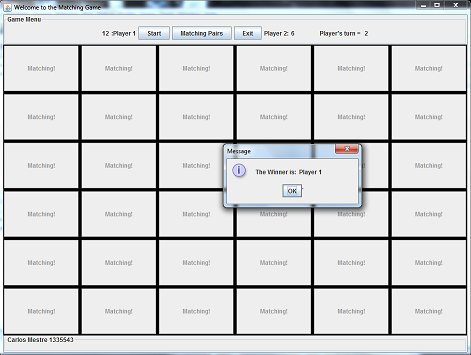 Welcome to the Matching Game
Game Menu
12 :Player 1 Start Matching Pairs Exit Player 2: 6 Player's turn = 2
Matching! Matching! Matching! Matching! Matching! Matching!
Matching! Matching! Matching! Matching! Matching! Matching!
Message
The Winner is: Player 1
OK
Matching! Matching! Matching! Matching! Matching!
Matching! Matching! Matching! Matching! Matching! Matching!
Matching! Matching! Matching! Matching! Matching! Matching!
Matching! Matching! Matching! Matching! Matching! Matching!
Carlos Mestre 1335543